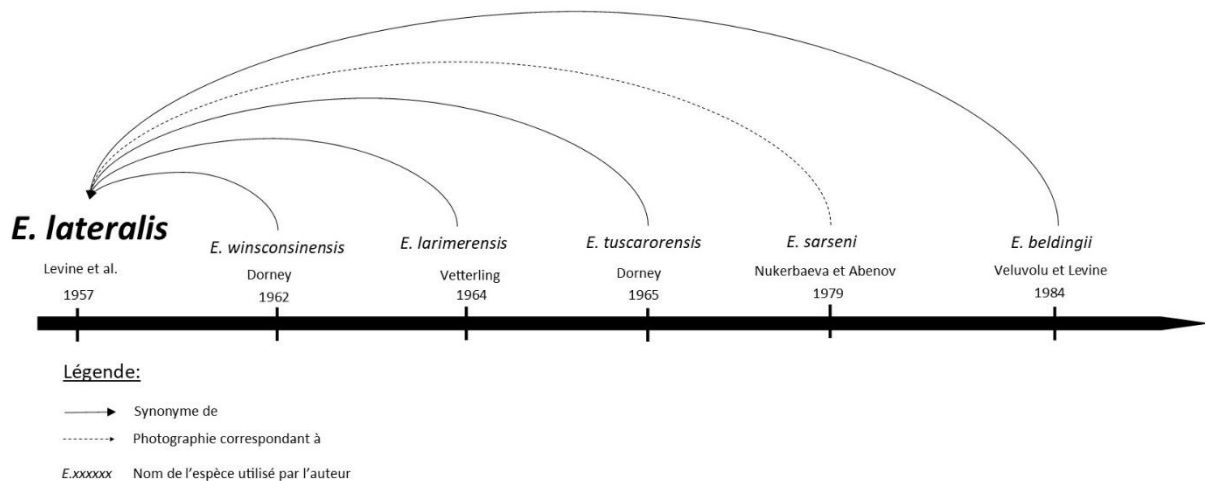 E. lateralis
E. winsconsinensis
E. larimerensis
E. tuscarorensis
E. sarseni
E. beldingii
Levine et al.
Dorney
Vetterling
Dorney
Nukerbaeva et Abenov
Veluvolu et Levine
1957
1962
1964
1965
1979
1984
Légende:
Synonyme de
Photographie correspondant à
E.xxxxxx Nom de l'espèce utilisé par l'auteur